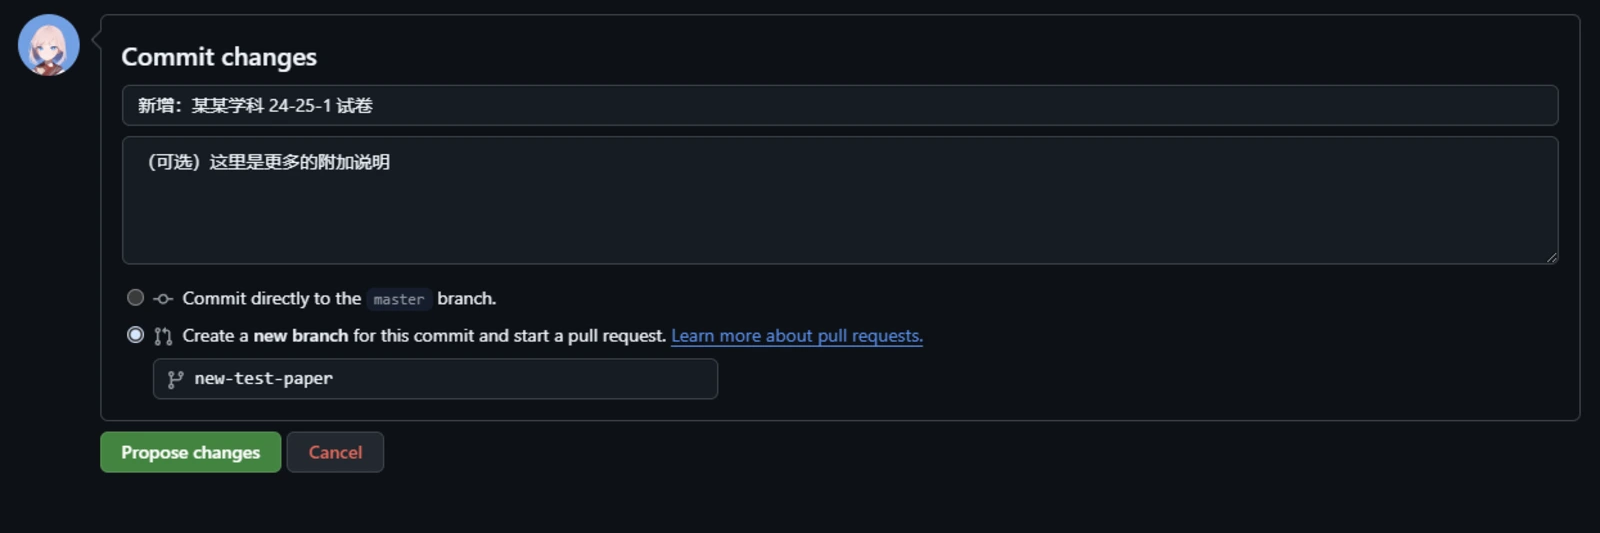 Commit changes
新增：某某学科 24-25-1 试卷
（可选）这里是更多的附加说明
Commit directly to the master branch.
Create a new branch for this commit and start a pull request. Learn more about pull requests.
new-test-paper
Propose changes
Cancel